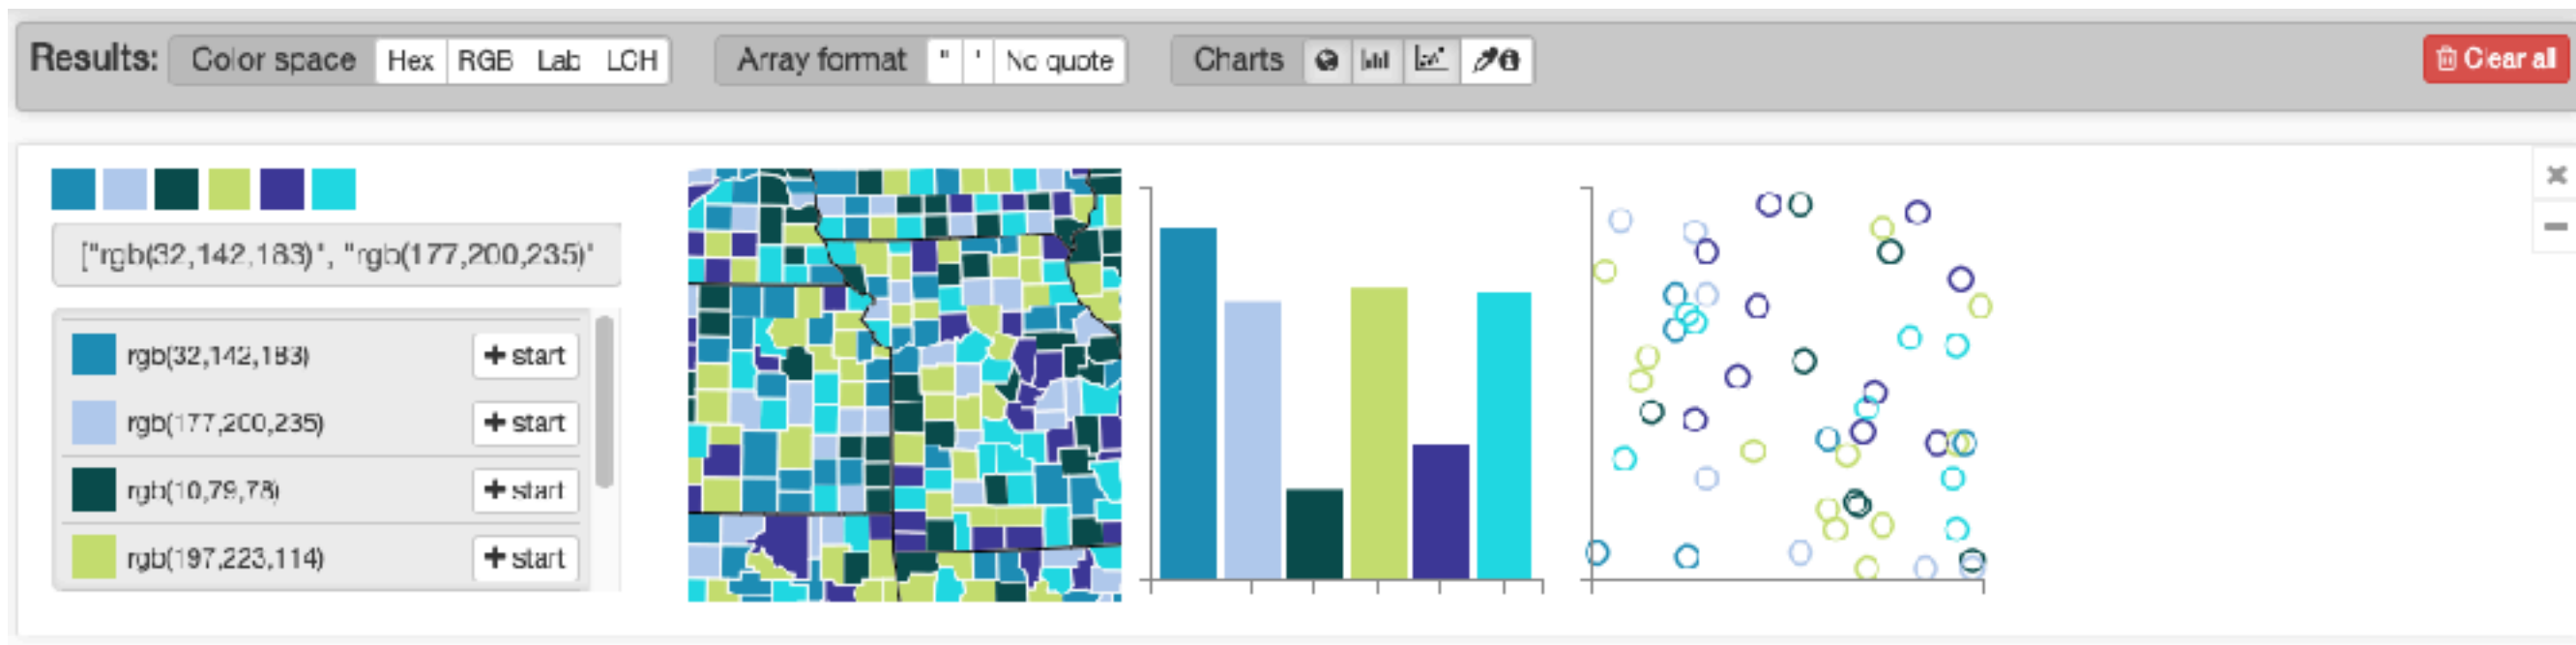 Results: Color space Hex RGB Lab LCH Array format " ' No quote Charts Clear all
["rgb(32,142,183)", "rgb(177,200,235)"
rgb(32,142,183) + start
rgb(177,200,235) + start
rgb(10,79,78) + start
rgb(197,223,114) + start